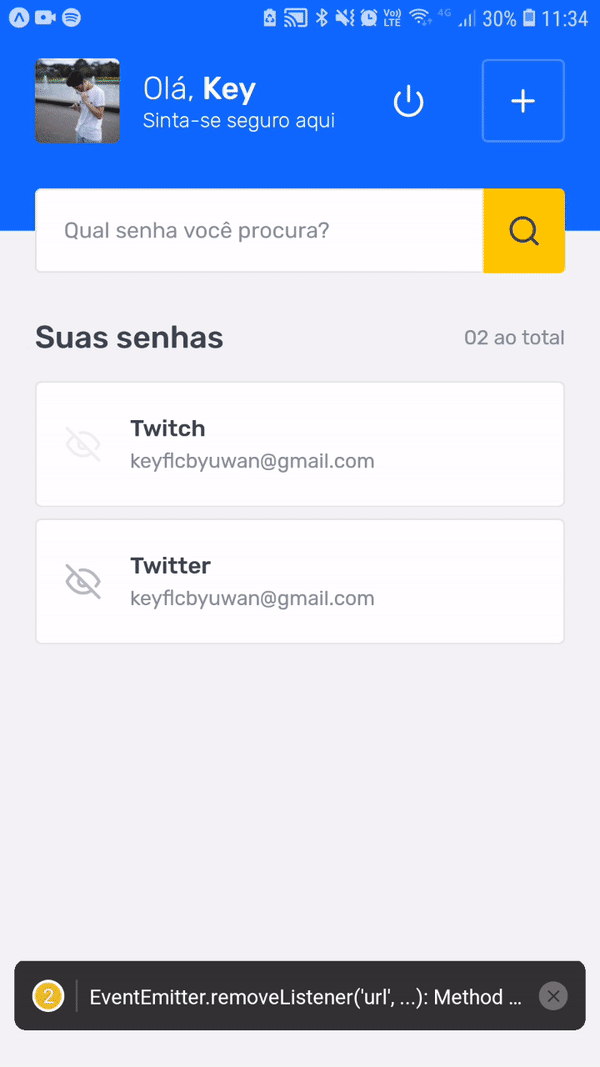 Vo))
LTE
4G
30%
11:34
Olá, Key
Sinta-se seguro aqui
Qual senha você procura?
Suas senhas
02 ao total
Twitch
keyflcbyuwan@gmail.com
Twitter
keyflcbyuwan@gmail.com
2
EventEmitter.removeListener('url', ...): Method ...